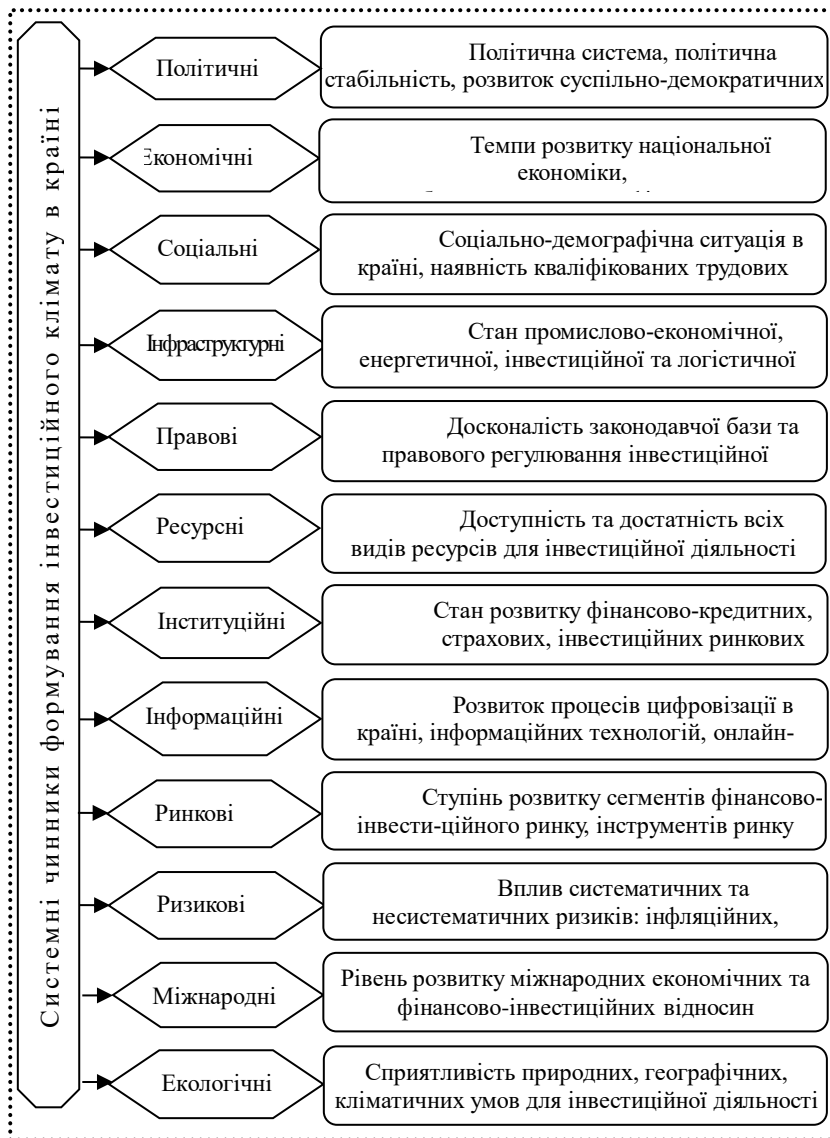 Системні чинники формування інвестиційного клімату в країні
Політичні
Політична система, політична
стабільність, розвиток суспільно-демократичних
Економічні
Темпи розвитку національної
економіки,
Соціальні
Соціально-демографічна ситуація в
країні, наявність кваліфікованих трудових
Інфраструктурні
Стан промислово-економічної,
енергетичної, інвестиційної та логістичної
Правові
Досконалість законодавчої бази та
правового регулювання інвестиційної
Ресурсні
Доступність та достатність всіх
видів ресурсів для інвестиційної діяльності
Інституційні
Стан розвитку фінансово-кредитних,
страхових, інвестиційних ринкових
Інформаційні
Розвиток процесів цифровізації в
країні, інформаційних технологій, онлайн-
Ринкові
Ступінь розвитку сегментів фінансово-
інвести-ційного ринку, інструментів ринку
Ризикові
Вплив систематичних та
несистематичних ризиків: інфляційних,
Міжнародні
Рівень розвитку міжнародних економічних та
фінансово-інвестиційних відносин
Екологічні
Сприятливість природних, географічних,
кліматичних умов для інвестиційної діяльності